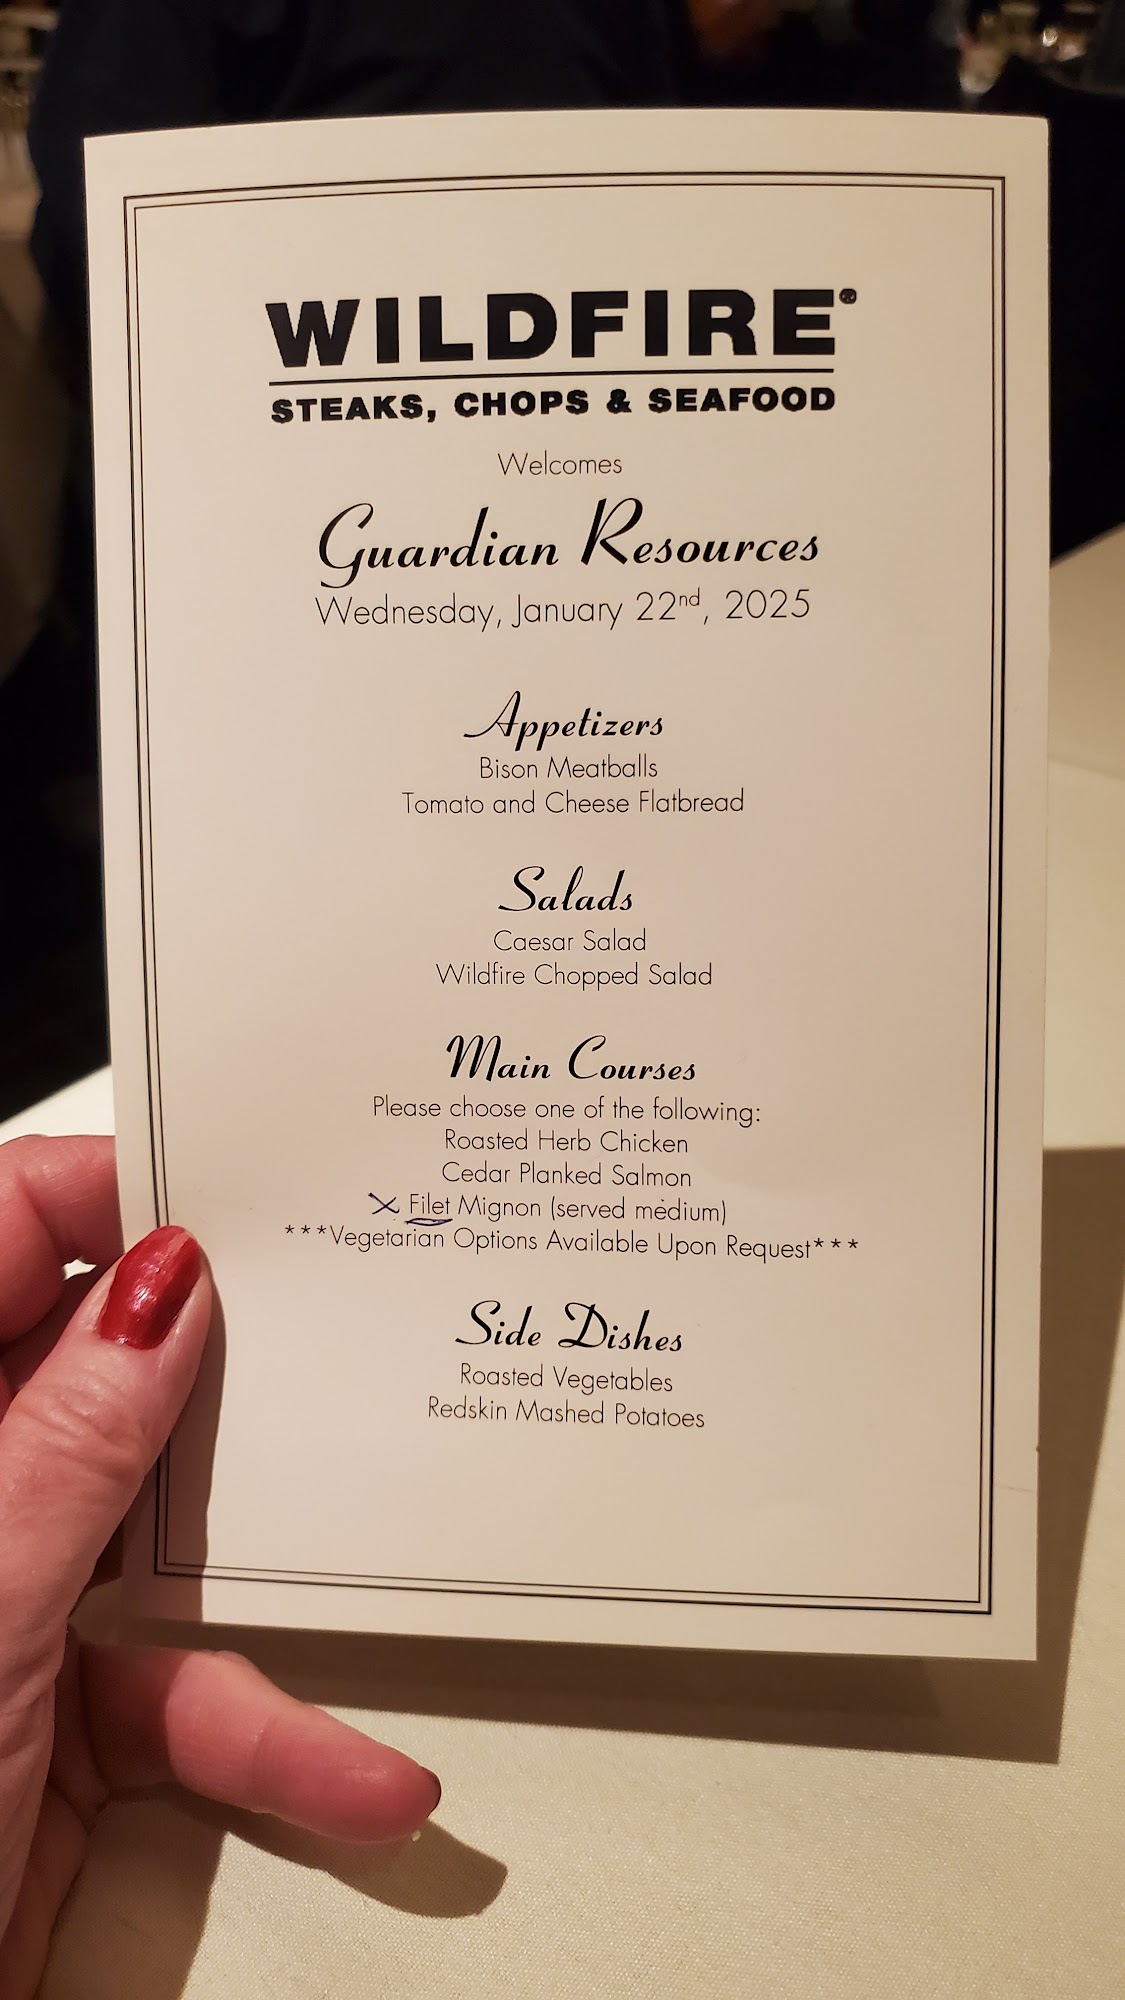 WILDFIRE®
STEAKS, CHOPS & SEAFOOD
Welcomes
Guardian Resources
Wednesday, January 22nd, 2025
Appetizers
Bison Meatballs
Tomato and Cheese Flatbread
Salads
Caesar Salad
Wildfire Chopped Salad
Main Courses
Please choose one of the following:
Roasted Herb Chicken
Cedar Planked Salmon
X Filet Mignon (served medium)
***Vegetarian Options Available Upon Request***
Side Dishes
Roasted Vegetables
Redskin Mashed Potatoes